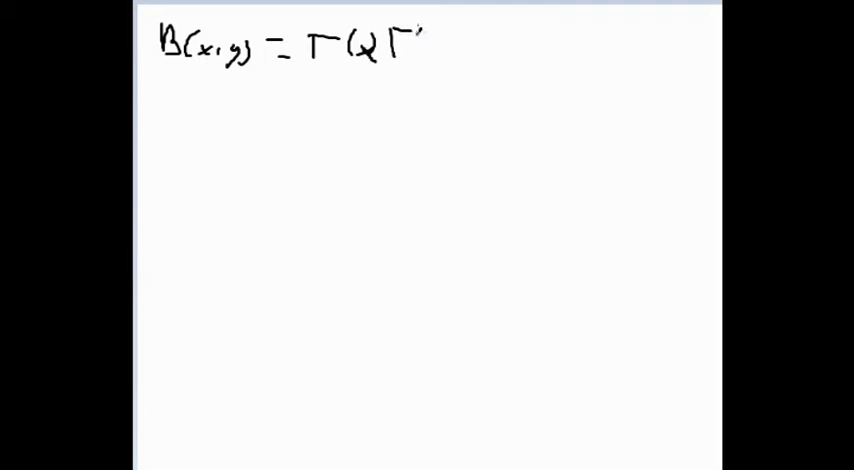 B(x,y) = Γ(x) Γ